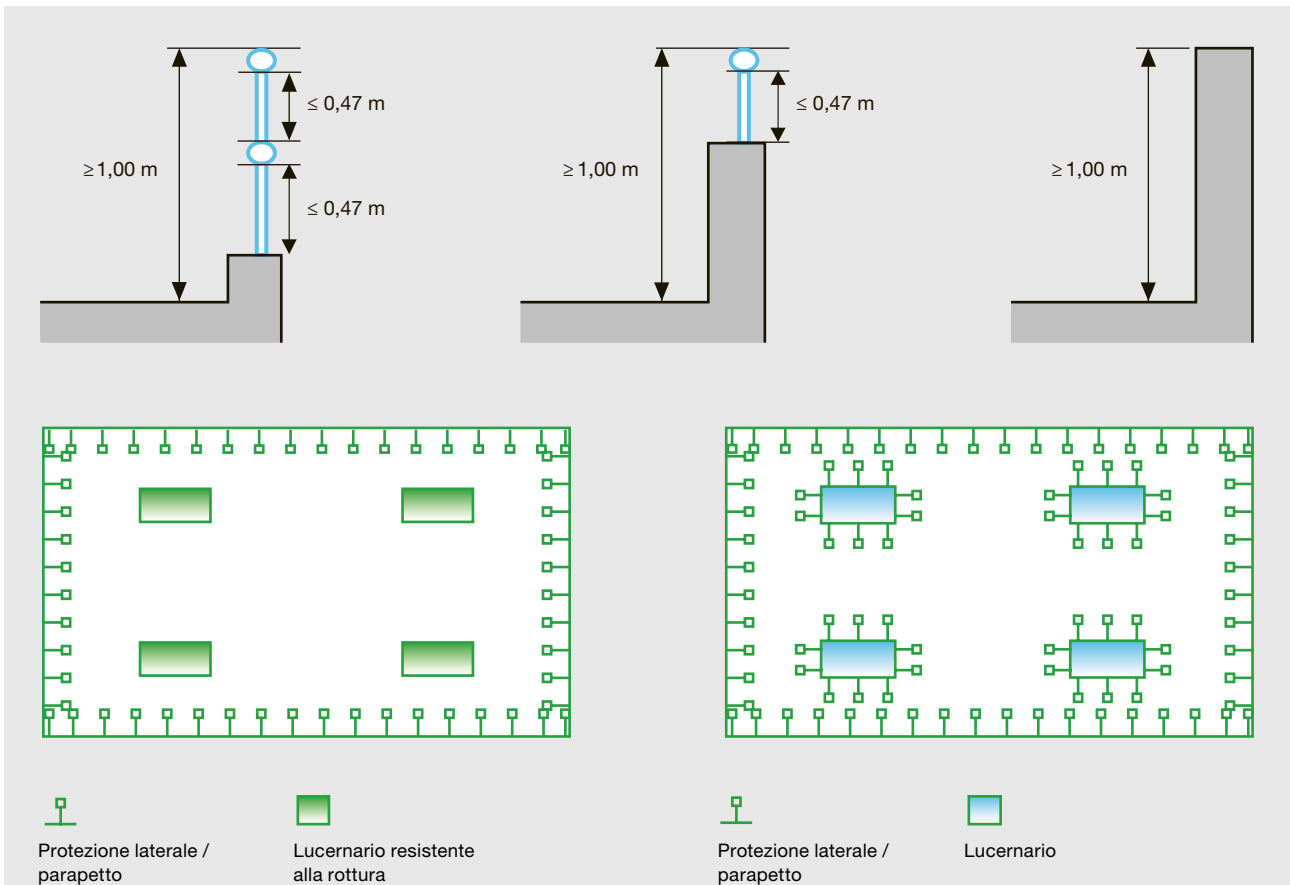 ≤ 0,47 m
≥ 1,00 m
≤ 0,47 m
≤ 0,47 m
≥ 1,00 m
≥ 1,00 m
Protezione laterale /
parapetto
Lucernario resistente
alla rottura
Protezione laterale /
parapetto
Lucernario